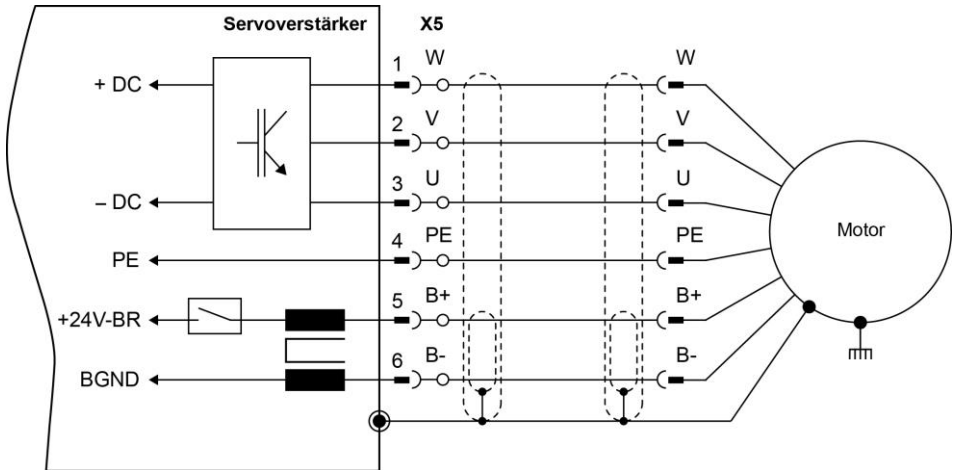 Servoverstärker X5
1 W W
+ DC
2 V V
3 U U
– DC
Motor
4 PE PE
PE
5 B+ B+
+24V-BR
6 B- B-
BGND